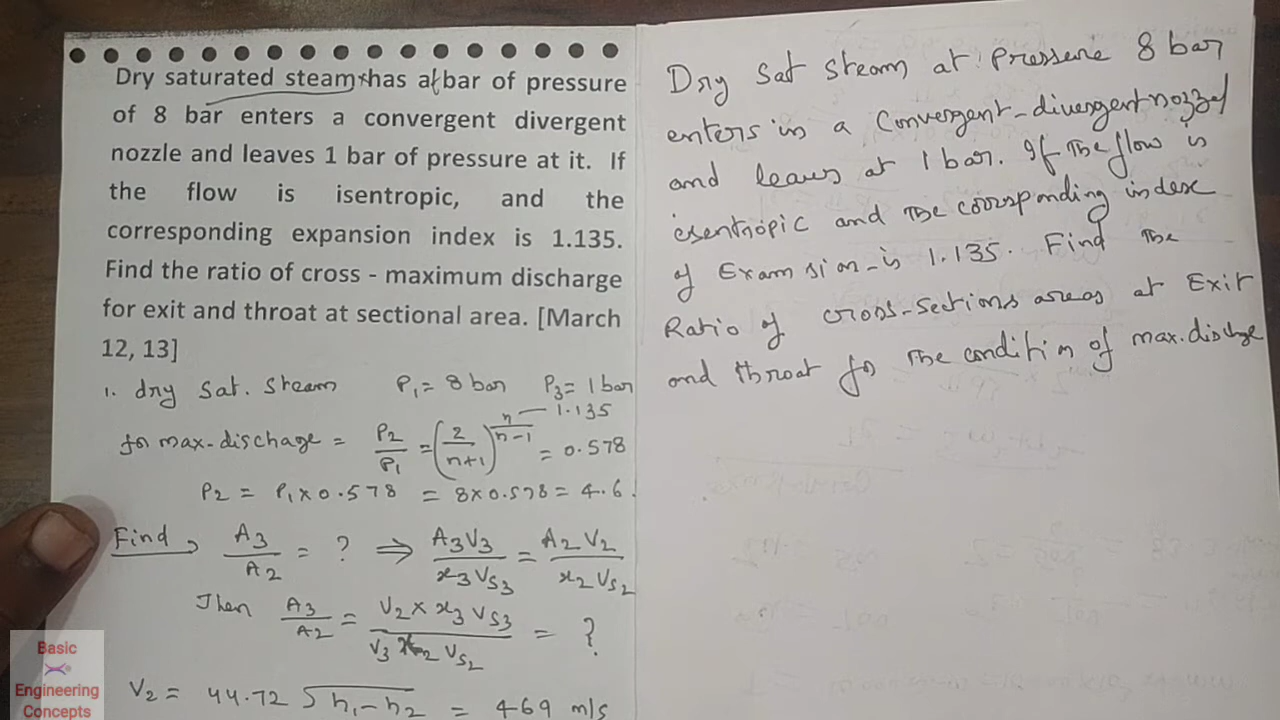 Dry saturated steam has a bar of pressure
of 8 bar enters a convergent divergent
nozzle and leaves 1 bar of pressure at it. If
the flow is isentropic, and the
corresponding expansion index is 1.135.
Find the ratio of cross - maximum discharge
for exit and throat at sectional area. [March
12, 13]
1. dry sat. steam P₁ = 8 bar P₃ = 1 bar
for max-dischage = P₂/P₁ = (2/n+1)^(n/n-1) — 1.135 = 0.578
P₂ = P₁ x 0.578 = 8 x 0.578 = 4.6.
Find → A₃/A₂ = ? ⇒ A₃V₃/x₃Vs₃ = A₂V₂/x₂Vs₂
Then A₃/A₂ = V₂ x x₃Vs₃/V₃ x₂ Vs₂ = ?
V₂ = 44.72 √h₁-h₂ = 469 m/s
Dry Sat steam at pressure 8 bar
enters in a Convergent-divergent nozzel
and leaves at 1 bar. If the flow is
isentropic and the corresponding index
of Expansion is 1.135. Find the
Ratio of cross-sections areas at Exit
and throat for the condition of max.dischge
Basic
Engineering
Concepts